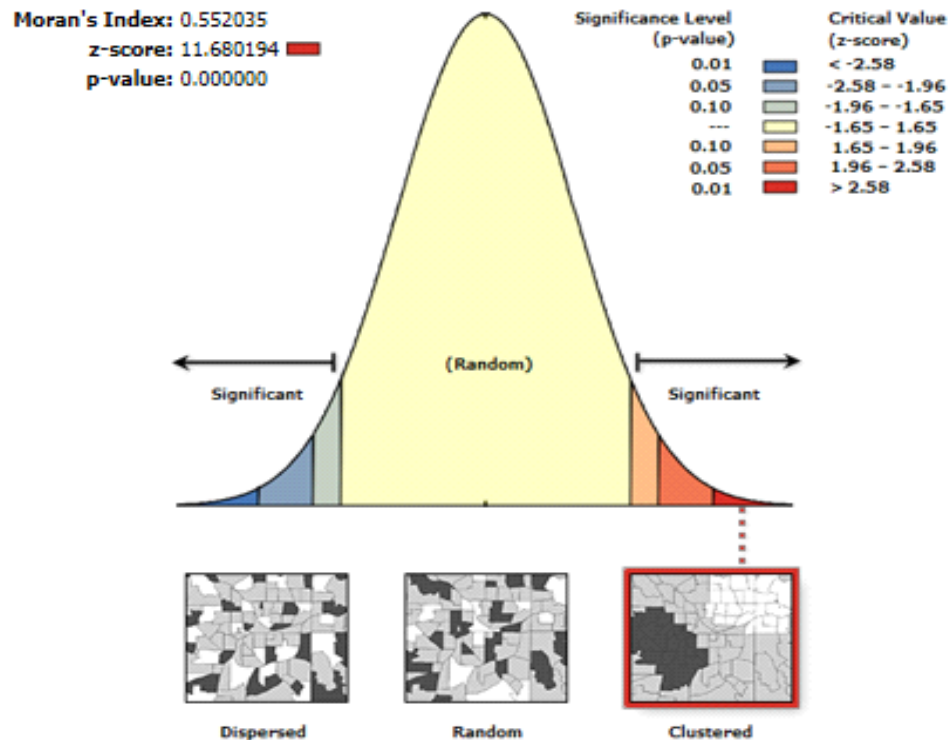 Moran's Index: 0.552035
z-score: 11.680194
p-value: 0.000000
Significance Level
(p-value)
Critical Value
(z-score)
0.01 < -2.58
0.05 -2.58 – -1.96
0.10 -1.96 – -1.65
--- -1.65 – 1.65
0.10 1.65 – 1.96
0.05 1.96 – 2.58
0.01 > 2.58
(Random)
Significant
Significant
Dispersed
Random
Clustered